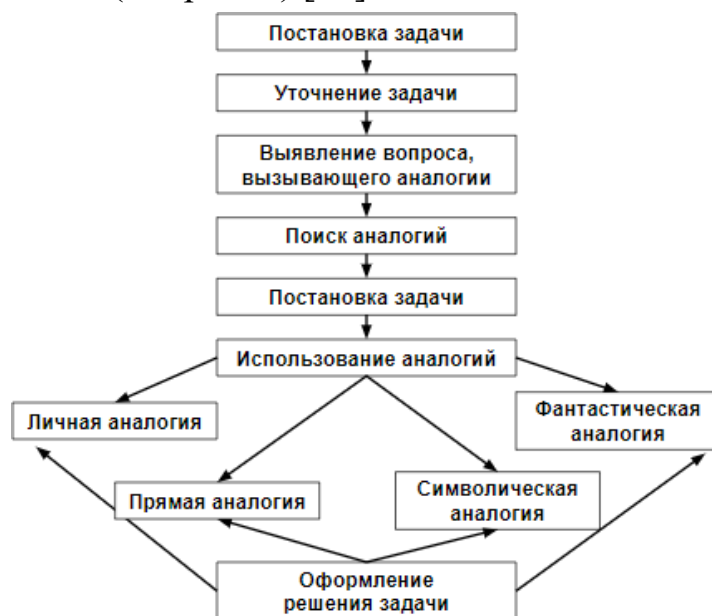 Постановка задачи
Уточнение задачи
Выявление вопроса,
вызывающего аналогии
Поиск аналогий
Постановка задачи
Использование аналогий
Личная аналогия
Фантастическая
аналогия
Прямая аналогия
Символическая
аналогия
Оформление
решения задачи